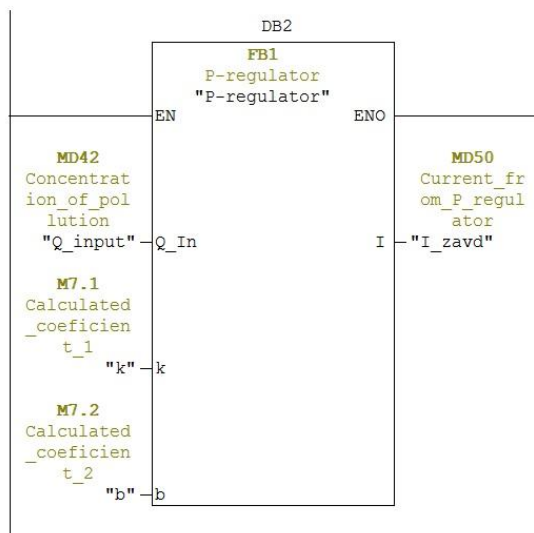 DB2
FB1
P-regulator
"P-regulator"
EN ENO
MD42
Concentrat
ion_of_pol
lution
"Q_input" Q_In
MD50
Current_fr
om_P_regul
ator
I "I_zavd"
M7.1
Calculated
_coeficien
t_1
"k" k
M7.2
Calculated
_coeficien
t_2
"b" b